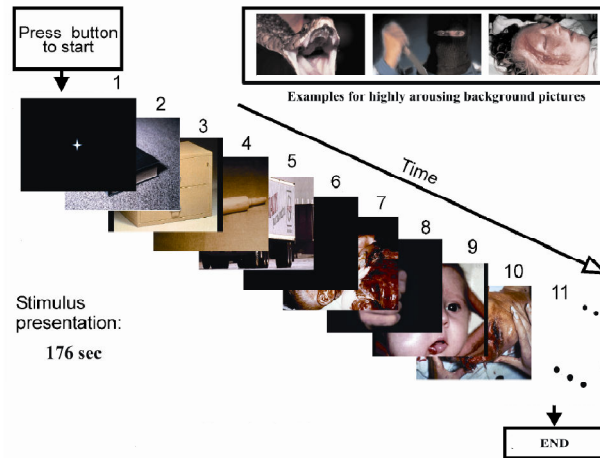 Press button
to start
Examples for highly arousing background pictures
1
2
3
4
5
6
7
8
9
10
11
Time
Stimulus
presentation:
176 sec
END